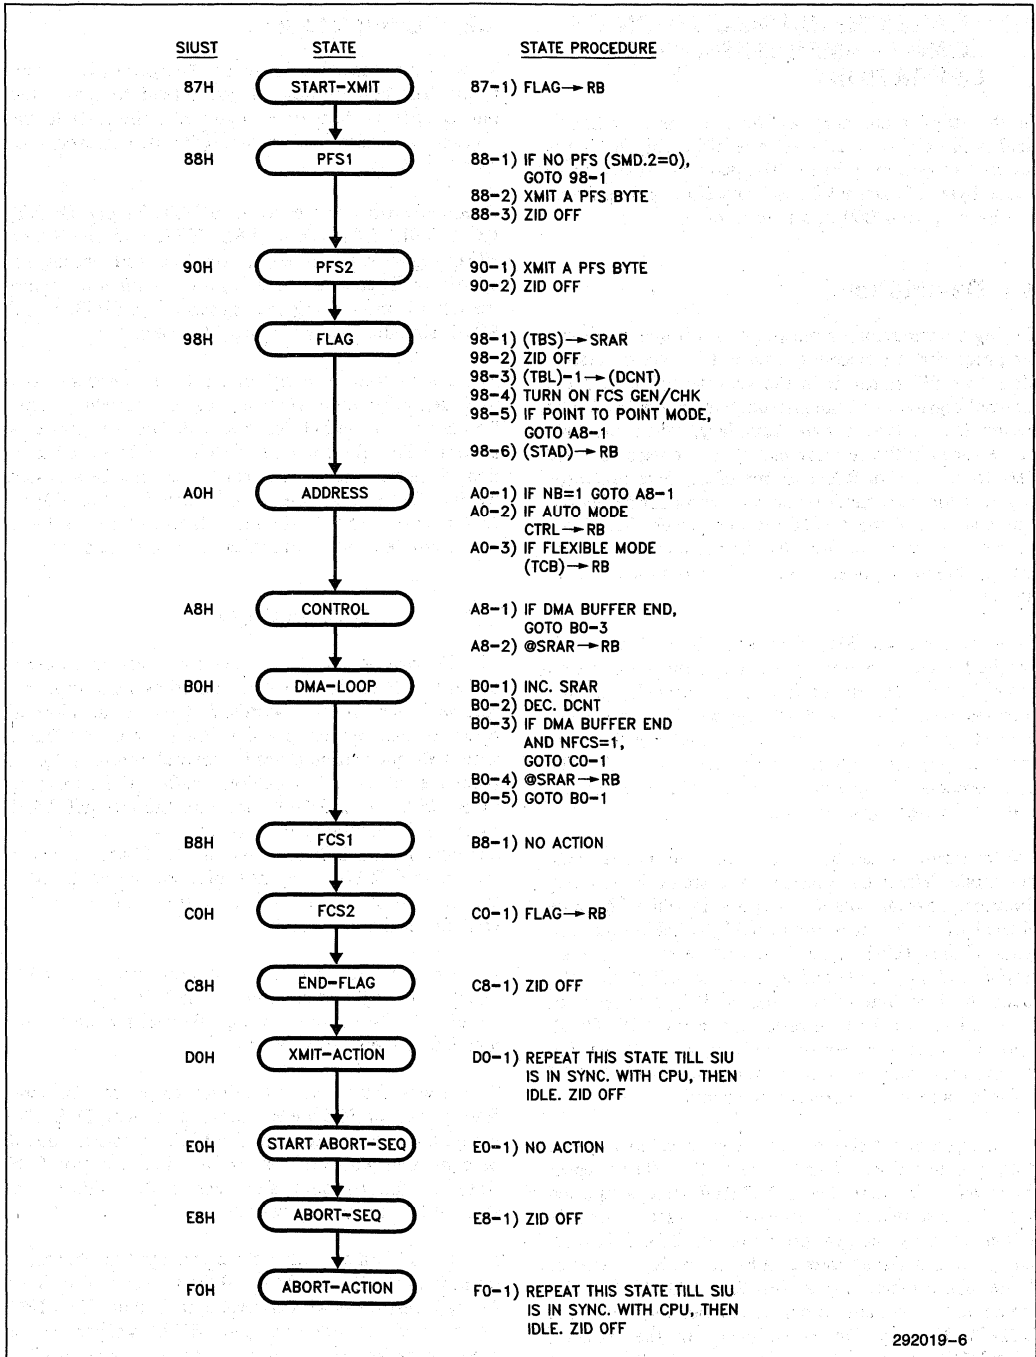 SIUST STATE STATE PROCEDURE
87H START-XMIT 87-1) FLAG→RB
88H PFS1 88-1) IF NO PFS (SMD.2=0),
GOTO 98-1
88-2) XMIT A PFS BYTE
88-3) ZID OFF
90H PFS2 90-1) XMIT A PFS BYTE
90-2) ZID OFF
98H FLAG 98-1) (TBS)→SRAR
98-2) ZID OFF
98-3) (TBL)-1→(DCNT)
98-4) TURN ON FCS GEN/CHK
98-5) IF POINT TO POINT MODE,
GOTO A8-1
98-6) (STAD)→RB
A0H ADDRESS A0-1) IF NB=1 GOTO A8-1
A0-2) IF AUTO MODE
CTRL→RB
A0-3) IF FLEXIBLE MODE
(TCB)→RB
A8H CONTROL A8-1) IF DMA BUFFER END,
GOTO B0-3
A8-2) @SRAR→RB
B0H DMA-LOOP B0-1) INC. SRAR
B0-2) DEC. DCNT
B0-3) IF DMA BUFFER END
AND NFCS=1,
GOTO C0-1
B0-4) @SRAR→RB
B0-5) GOTO B0-1
B8H FCS1 B8-1) NO ACTION
C0H FCS2 C0-1) FLAG→RB
C8H END-FLAG C8-1) ZID OFF
D0H XMIT-ACTION D0-1) REPEAT THIS STATE TILL SIU
IS IN SYNC. WITH CPU, THEN
IDLE. ZID OFF
E0H START ABORT-SEQ E0-1) NO ACTION
E8H ABORT-SEQ E8-1) ZID OFF
F0H ABORT-ACTION F0-1) REPEAT THIS STATE TILL SIU
IS IN SYNC. WITH CPU, THEN
IDLE. ZID OFF
292019-6